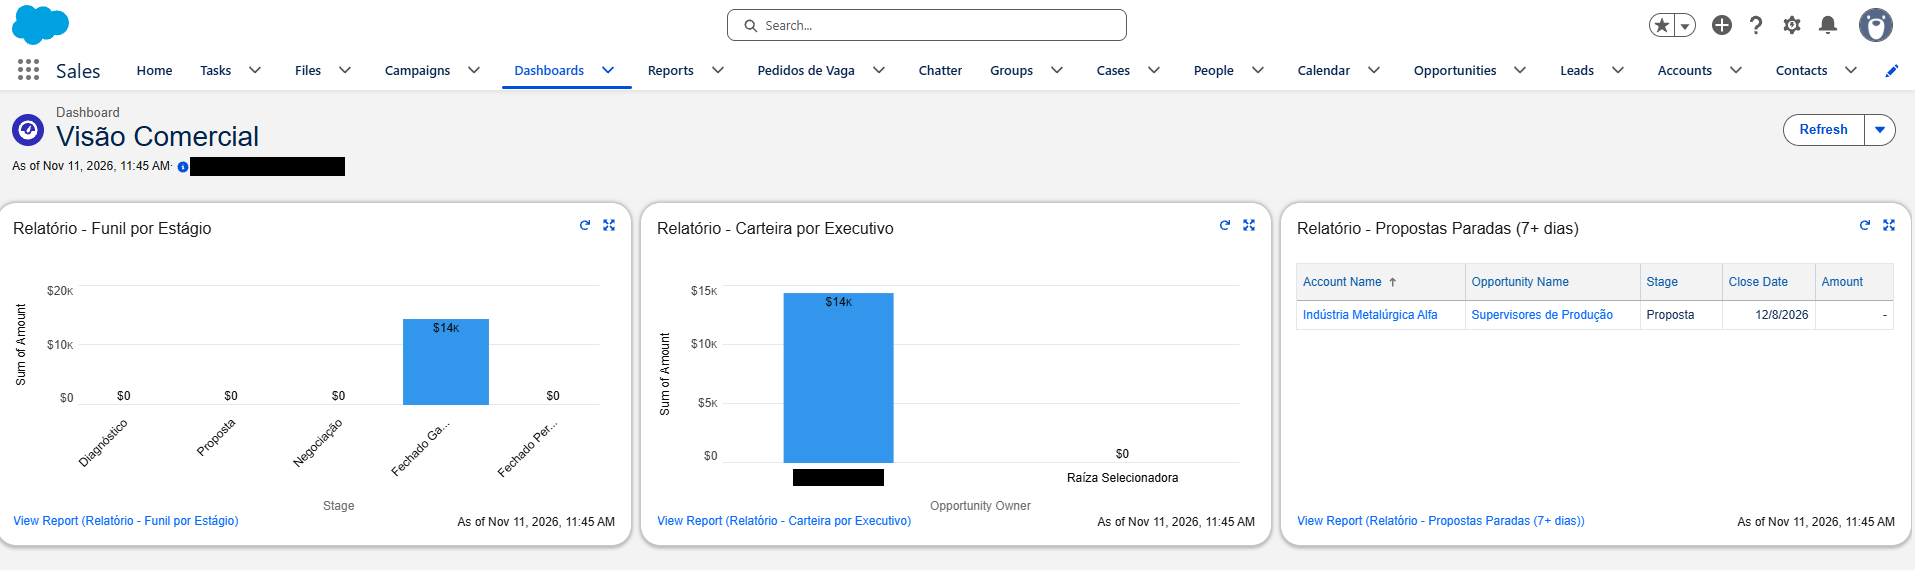 Search...
Sales Home Tasks Files Campaigns Dashboards Reports Pedidos de Vaga Chatter Groups Cases People Calendar Opportunities Leads Accounts Contacts
Dashboard
Visão Comercial
As of Nov 11, 2026, 11:45 AM·
Refresh
Relatório - Funil por Estágio
Sum of Amount
$20K
$10K
$0
$0 $0 $0 $14K $0
Diagnóstico Proposta Negociação Fechado Ga... Fechado Per...
Stage
View Report (Relatório - Funil por Estágio) As of Nov 11, 2026, 11:45 AM
Relatório - Carteira por Executivo
Sum of Amount
$15K
$10K
$5K
$0
$14K $0
Raíza Selecionadora
Opportunity Owner
View Report (Relatório - Carteira por Executivo) As of Nov 11, 2026, 11:45 AM
Relatório - Propostas Paradas (7+ dias)
Account Name ↑ Opportunity Name Stage Close Date Amount
Indústria Metalúrgica Alfa Supervisores de Produção Proposta 12/8/2026 -
View Report (Relatório - Propostas Paradas (7+ dias)) As of Nov 11, 2026, 11:45 AM